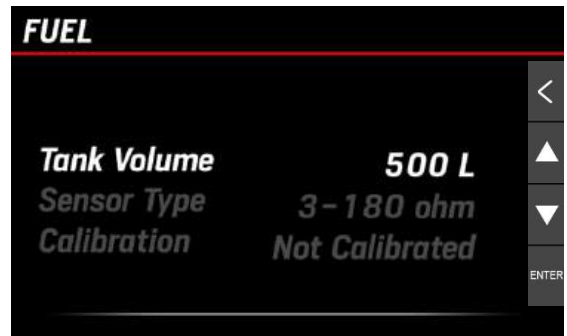 FUEL
Tank Volume 500 L
Sensor Type 3-180 ohm
Calibration Not Calibrated
ENTER